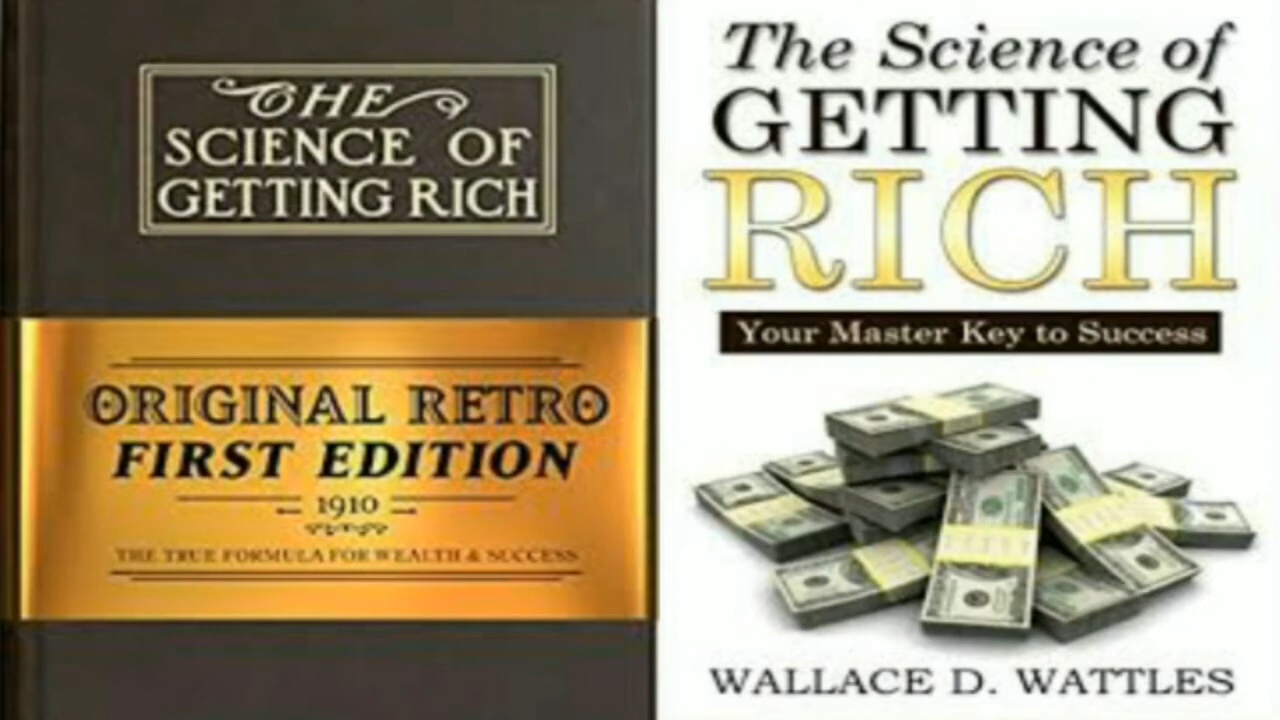 THE
SCIENCE OF
GETTING RICH
ORIGINAL RETRO
FIRST EDITION
1910
THE TRUE FORMULA FOR WEALTH & SUCCESS
The Science of
GETTING
RICH
Your Master Key to Success
WALLACE D. WATTLES